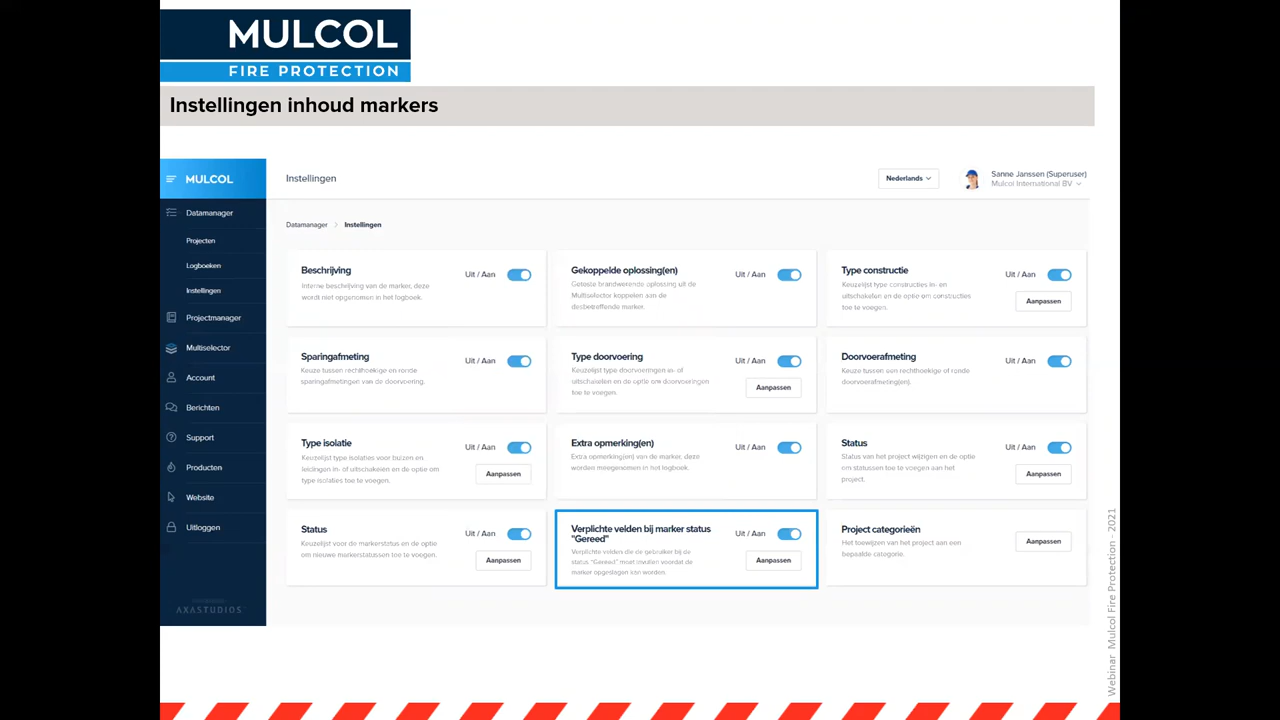 MULCOL
FIRE PROTECTION
Instellingen inhoud markers
MULCOL
Datamanager
Projecten
Logboeken
Instellingen
Projectmanager
Multiselector
Account
Berichten
Support
Producten
Website
Uitloggen
AXASTUDIOS
Instellingen
Nederlands
Sanne Janssen (Superuser)
Mulcol International BV
Datamanager > Instellingen
Beschrijving
Uit / Aan
Interne beschrijving van de marker, deze
wordt niet opgenomen in het logboek.
Gekoppelde oplossing(en)
Uit / Aan
Geteste brandwerende oplossing uit de
Multiselector koppelen aan de
desbetreffende marker.
Type constructie
Uit / Aan
Keuzelijst type constructies in- en
uitschakelen en de optie om constructies
toe te voegen.
Aanpassen
Sparingafmeting
Uit / Aan
Keuze tussen rechthoekige en ronde
sparingafmetingen van de doorvoering.
Type doorvoering
Uit / Aan
Keuzelijst type doorvoeringen in- of
uitschakelen en de optie om doorvoeringen
toe te voegen.
Aanpassen
Doorvoerafmeting
Uit / Aan
Keuze tussen een rechthoekige of ronde
doorvoerafmeting(en).
Type isolatie
Uit / Aan
Keuzelijst type isolaties voor buizen en
leidingen in- of uitschakelen en de optie om
type isolaties toe te voegen.
Aanpassen
Extra opmerking(en)
Uit / Aan
Extra opmerking(en) van de marker, deze
worden meegenomen in het logboek.
Status
Uit / Aan
Status van het project wijzigen en de optie
om statussen toe te voegen aan het
project.
Aanpassen
Status
Uit / Aan
Keuzelijst voor de markerstatus en de optie
om nieuwe markerstatussen toe te voegen.
Aanpassen
Verplichte velden bij marker status
"Gereed"
Uit / Aan
Verplichte velden die de gebruiker bij de
status "Gereed" moet invullen voordat de
marker opgeslagen kan worden.
Aanpassen
Project categorieën
Het toewijzen van het project aan een
bepaalde categorie.
Aanpassen
Webinar Mulcol Fire Protection - 2021